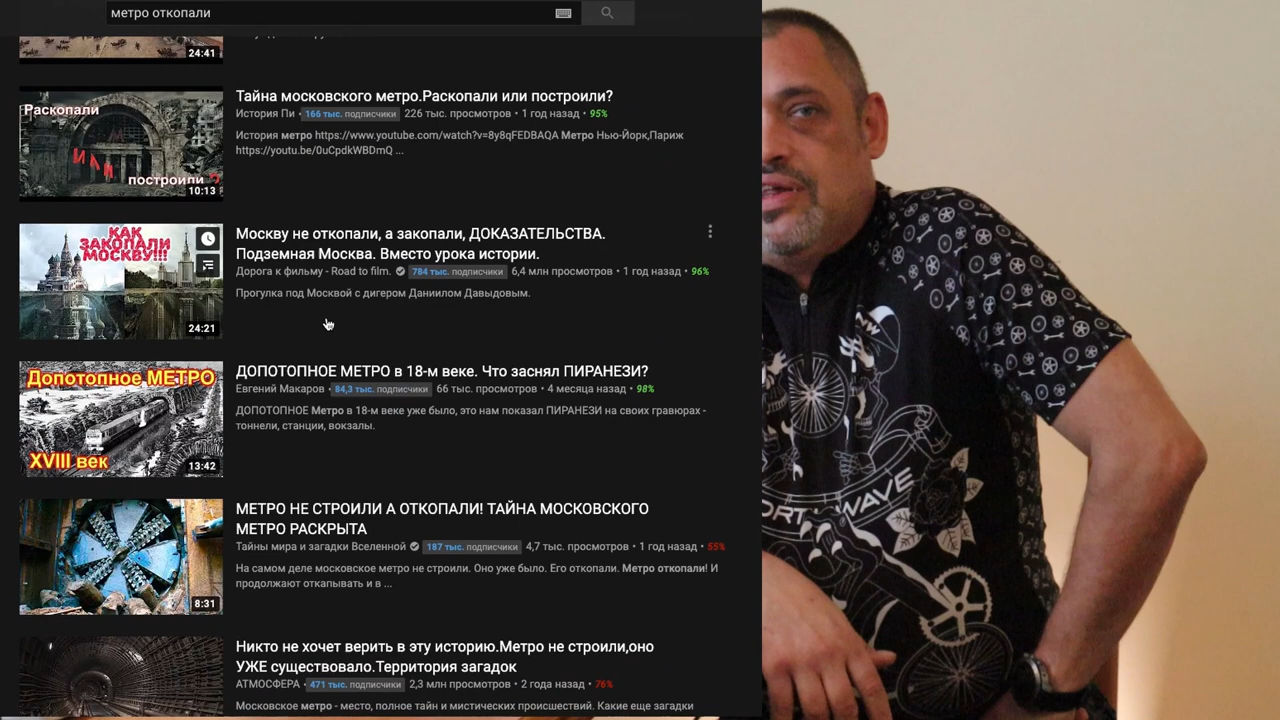 метро откопали
24:41
Раскопали
ИЛИ
построили ?
10:13
Тайна московского метро.Раскопали или построили?
История Пи • 166 тыс. подписчики 226 тыс. просмотров • 1 год назад • 95%
История метро https://www.youtube.com/watch?v=8y8qFEDBAQA Метро Нью-Йорк,Париж
https://youtu.be/0uCpdkWBDmQ ...
КАК
ЗАКОПАЛИ
МОСКВУ!!!
24:21
Москву не откопали, а закопали, ДОКАЗАТЕЛЬСТВА.
Подземная Москва. Вместо урока истории.
Дорога к фильму - Road to film. 784 тыс. подписчики 6,4 млн просмотров • 1 год назад • 96%
Прогулка под Москвой с дигером Даниилом Давыдовым.
Допотопное МЕТРО
XVIII век
13:42
ДОПОТОПНОЕ МЕТРО в 18-м веке. Что заснял ПИРАНЕЗИ?
Евгений Макаров • 84,3 тыс. подписчики 66 тыс. просмотров • 4 месяца назад • 98%
ДОПОТОПНОЕ Метро в 18-м веке уже было, это нам показал ПИРАНЕЗИ на своих гравюрах -
тоннели, станции, вокзалы.
8:31
МЕТРО НЕ СТРОИЛИ А ОТКОПАЛИ! ТАЙНА МОСКОВСКОГО
МЕТРО РАСКРЫТА
Тайны мира и загадки Вселенной 187 тыс. подписчики 4,7 тыс. просмотров • 1 год назад • 55%
На самом деле московское метро не строили. Оно уже было. Его откопали. Метро откопали! И
продолжают откапывать и в ...
Никто не хочет верить в эту историю.Метро не строили,оно
УЖЕ существовало.Территория загадок
АТМОСФЕРА • 471 тыс. подписчики 2,3 млн просмотров • 2 года назад • 76%
Московское метро - место, полное тайн и мистических происшествий. Какие еще загадки